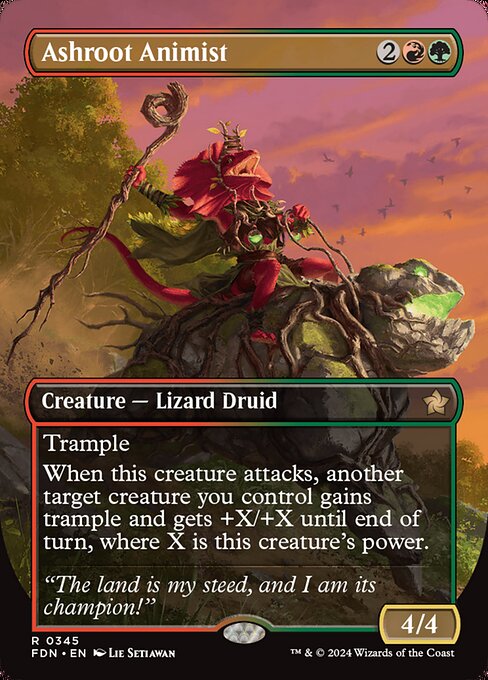 Ashroot Animist 2
Creature — Lizard Druid
Trample
When this creature attacks, another
target creature you control gains
trample and gets +X/+X until end of
turn, where X is this creature's power.
"The land is my steed, and I am its
champion!"
4/4
R 0345
FDN • EN Lie Setiawan
™ & © 2024 Wizards of the Coast